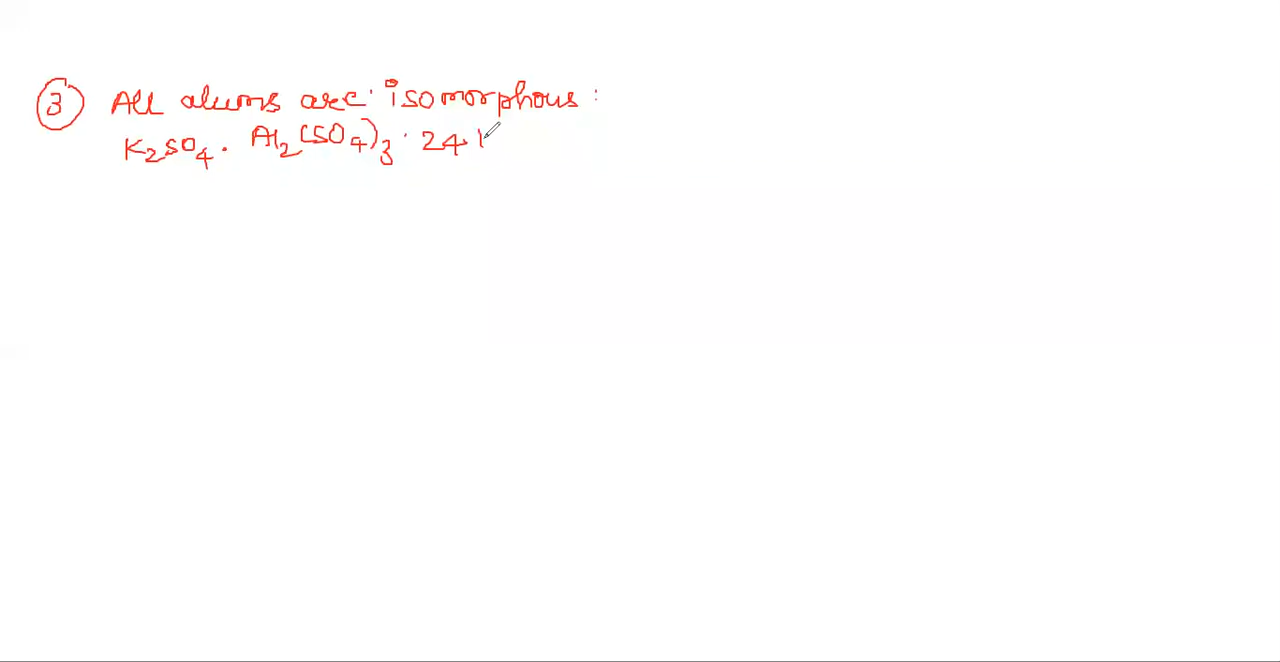 ③ All alums are isomorphous:
K₂SO₄. Al₂(SO₄)₃. 24